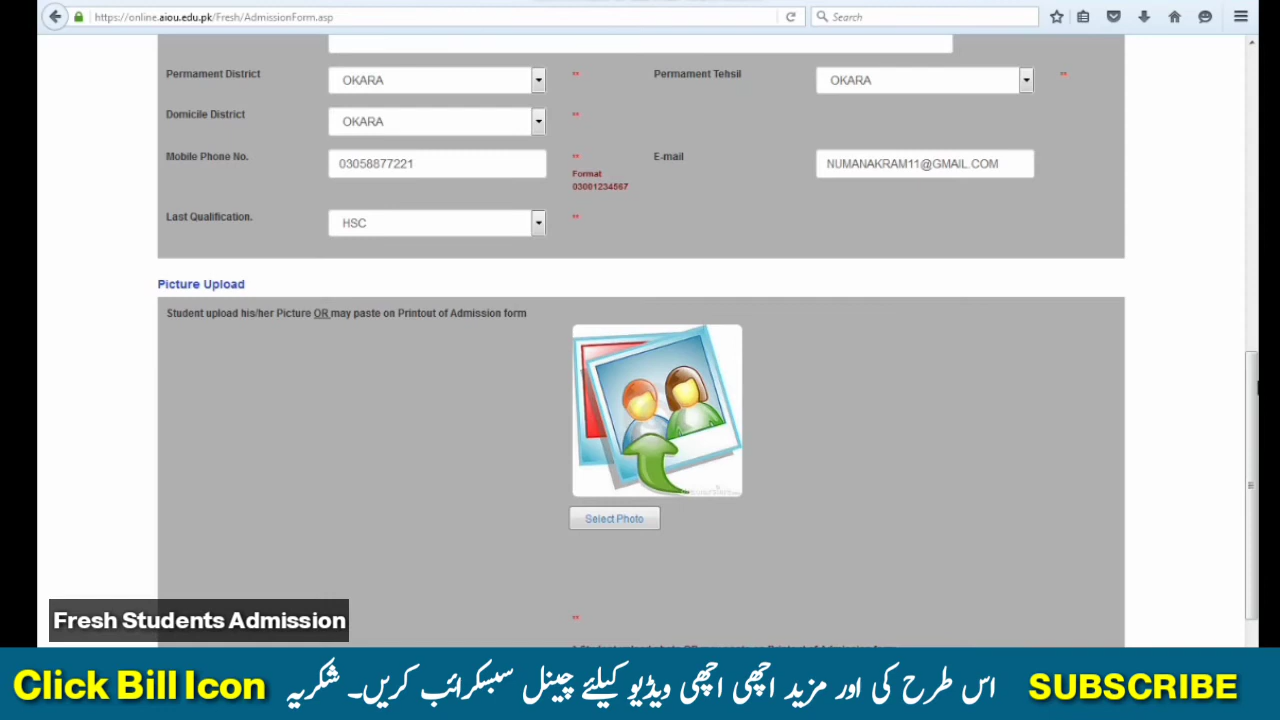 https://online.aiou.edu.pk/Fresh/AdmissionForm.asp
Search
Permament District
OKARA
**
Permament Tehsil
OKARA
**
Domicile District
OKARA
**
Mobile Phone No.
03058877221
**
Format
03001234567
E-mail
NUMANAKRAM11@GMAIL.COM
Last Qualification.
HSC
**
Picture Upload
Student upload his/her Picture OR may paste on Printout of Admission form
Select Photo
**
Fresh Students Admission
Click Bill Icon
اس طرح کی اور مزید اچھی اچھی ویڈیو کیلئے چینل سبسکرائب کریں۔ شکریہ
SUBSCRIBE